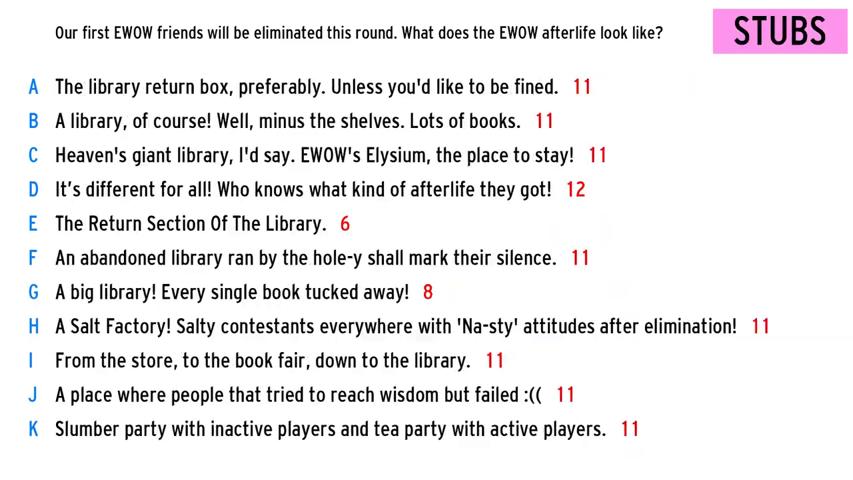 Our first EWOW friends will be eliminated this round. What does the EWOW afterlife look like?
STUBS
A The library return box, preferably. Unless you'd like to be fined. 11
B A library, of course! Well, minus the shelves. Lots of books. 11
C Heaven's giant library, I'd say. EWOW's Elysium, the place to stay! 11
D It’s different for all! Who knows what kind of afterlife they got! 12
E The Return Section Of The Library. 6
F An abandoned library ran by the hole-y shall mark their silence. 11
G A big library! Every single book tucked away! 8
H A Salt Factory! Salty contestants everywhere with 'Na-sty' attitudes after elimination! 11
I From the store, to the book fair, down to the library. 11
J A place where people that tried to reach wisdom but failed :(( 11
K Slumber party with inactive players and tea party with active players. 11